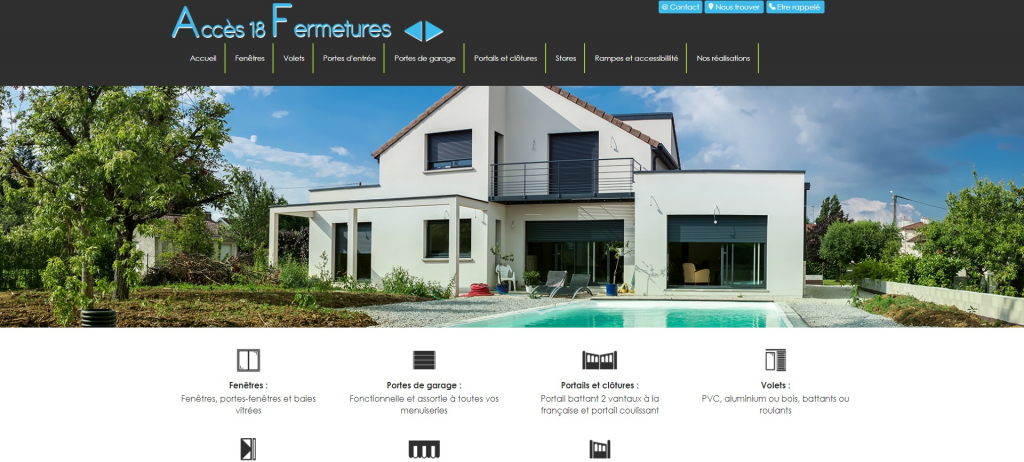 Accès 18 Fermetures
@ Contact
Nous trouver
Etre rappelé
Accueil
Fenêtres
Volets
Portes d'entrée
Portes de garage
Portails et clôtures
Stores
Rampes et accessibilité
Nos réalisations
Fenêtres :
Fenêtres, portes-fenêtres et baies
vitrées
Portes de garage :
Fonctionnelle et assortie à toutes vos
menuiseries
Portails et clôtures :
Portail battant 2 vantaux à la
française et portail coulissant
Volets :
PVC, aluminium ou bois, battants ou
roulants